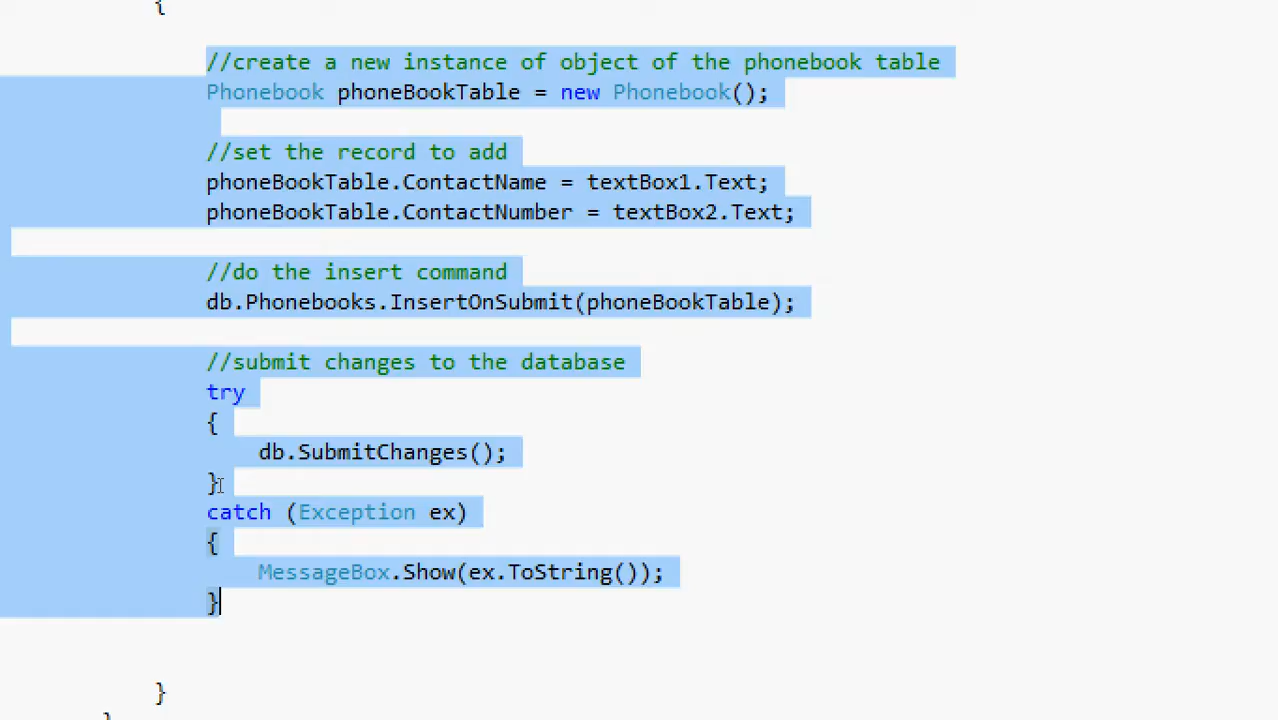 {
//create a new instance of object of the phonebook table
Phonebook phoneBookTable = new Phonebook();
//set the record to add
phoneBookTable.ContactName = textBox1.Text;
phoneBookTable.ContactNumber = textBox2.Text;
//do the insert command
db.Phonebooks.InsertOnSubmit(phoneBookTable);
//submit changes to the database
try
{
db.SubmitChanges();
}
catch (Exception ex)
{
MessageBox.Show(ex.ToString());
}
}
}